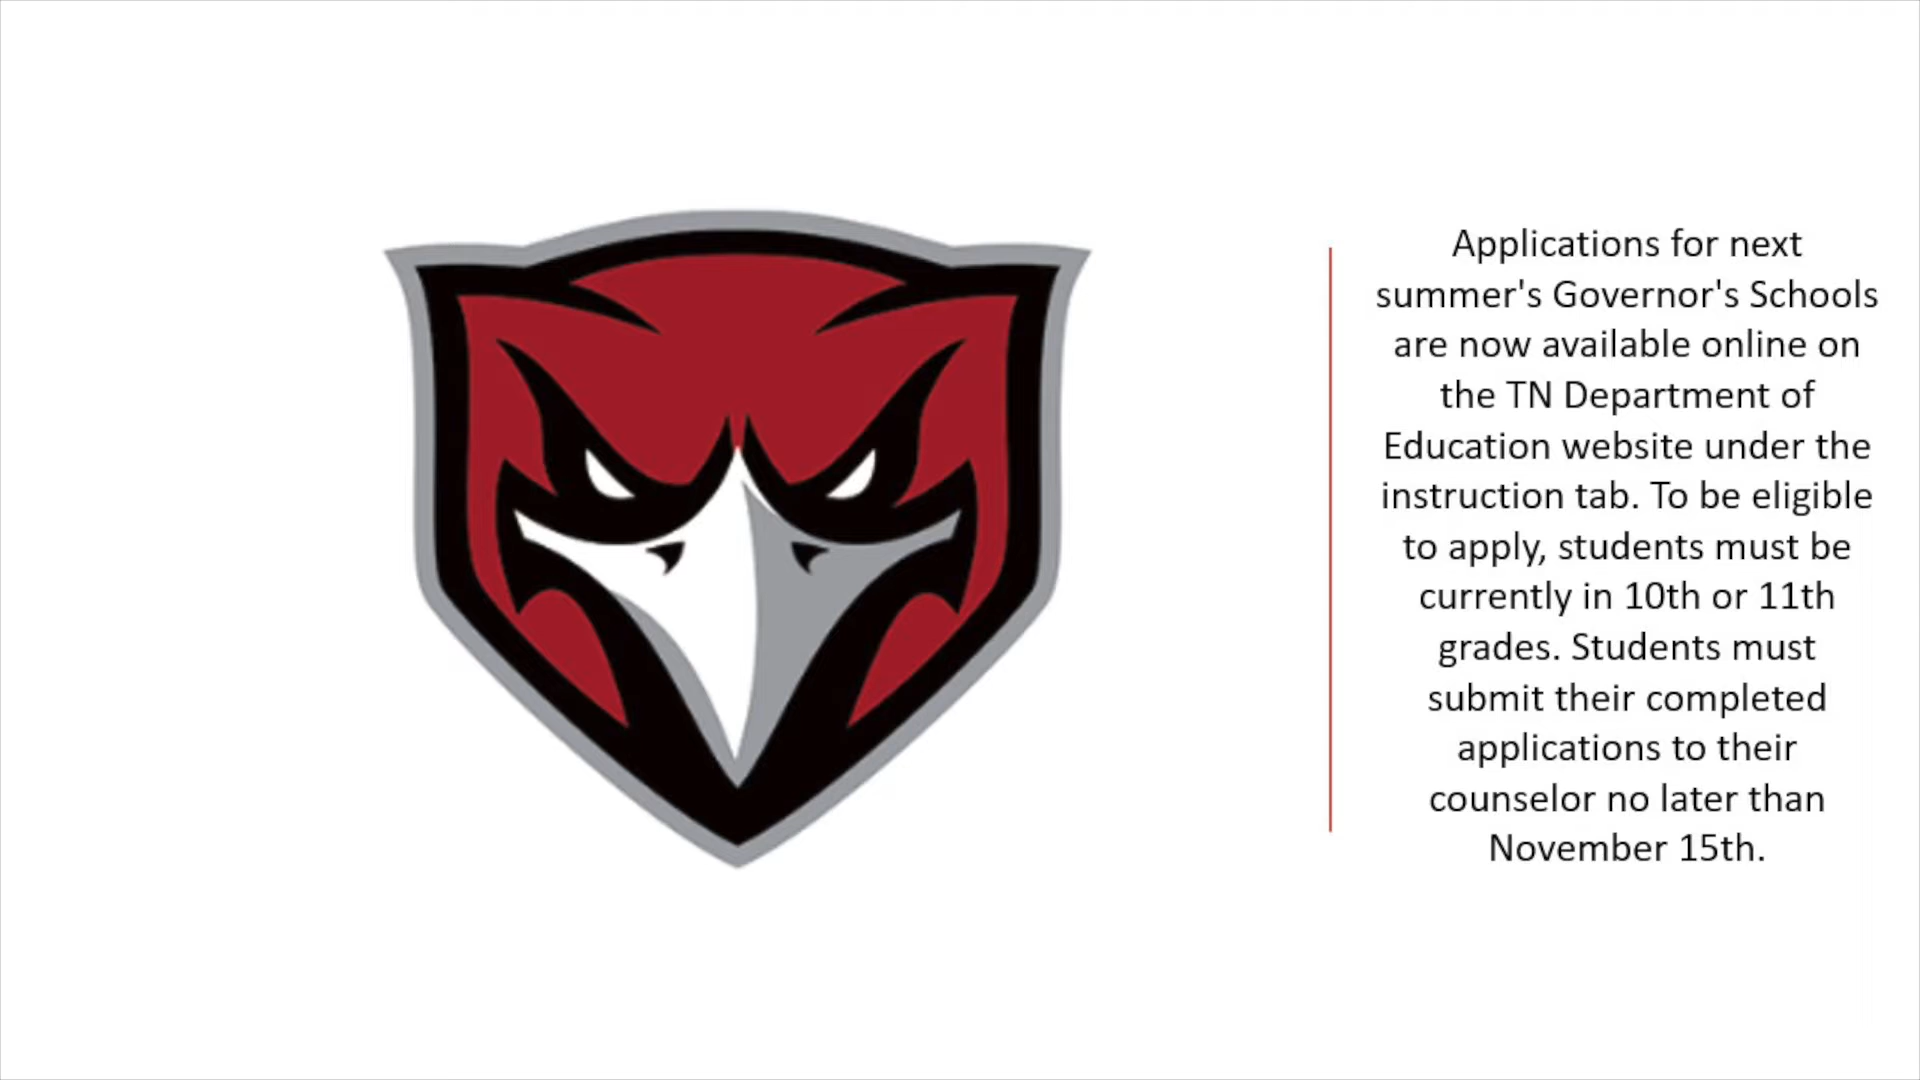 Applications for next
summer's Governor's Schools
are now available online on
the TN Department of
Education website under the
instruction tab. To be eligible
to apply, students must be
currently in 10th or 11th
grades. Students must
submit their completed
applications to their
counselor no later than
November 15th.